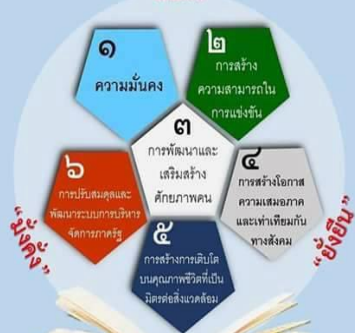 ๑
ความมั่นคง
๒
การสร้าง
ความสามารถใน
การแข่งขัน
๓
การพัฒนาและ
เสริมสร้าง
ศักยภาพคน
๔
การสร้างโอกาส
ความเสมอภาค
และเท่าเทียมกัน
ทางสังคม
๖
การปรับสมดุลและ
พัฒนาระบบการบริหาร
จัดการภาครัฐ
๕
การสร้างการเติบโต
บนคุณภาพชีวิตที่เป็น
มิตรต่อสิ่งแวดล้อม
"มั่งคั่ง"
"ยั่งยืน"